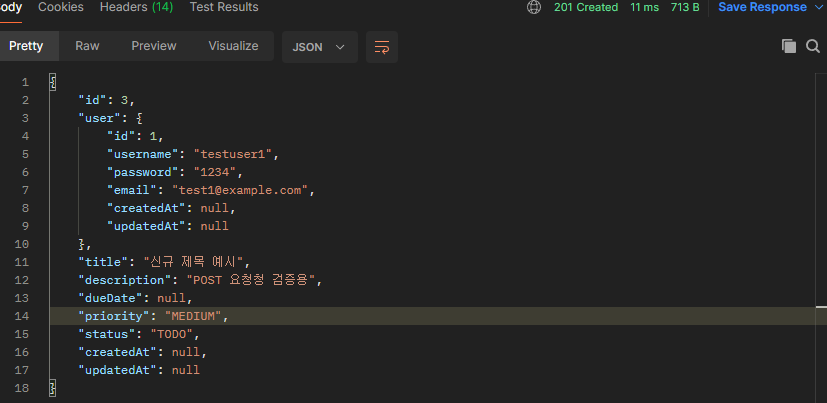 ody Cookies Headers (14) Test Results 201 Created 11 ms 713 B Save Response
Pretty Raw Preview Visualize JSON
1 {
2 "id": 3,
3 "user": {
4 "id": 1,
5 "username": "testuser1",
6 "password": "1234",
7 "email": "test1@example.com",
8 "createdAt": null,
9 "updatedAt": null
10 },
11 "title": "신규 제목 예시",
12 "description": "POST 요청청 검증용",
13 "dueDate": null,
14 "priority": "MEDIUM",
15 "status": "TODO",
16 "createdAt": null,
17 "updatedAt": null
18 }